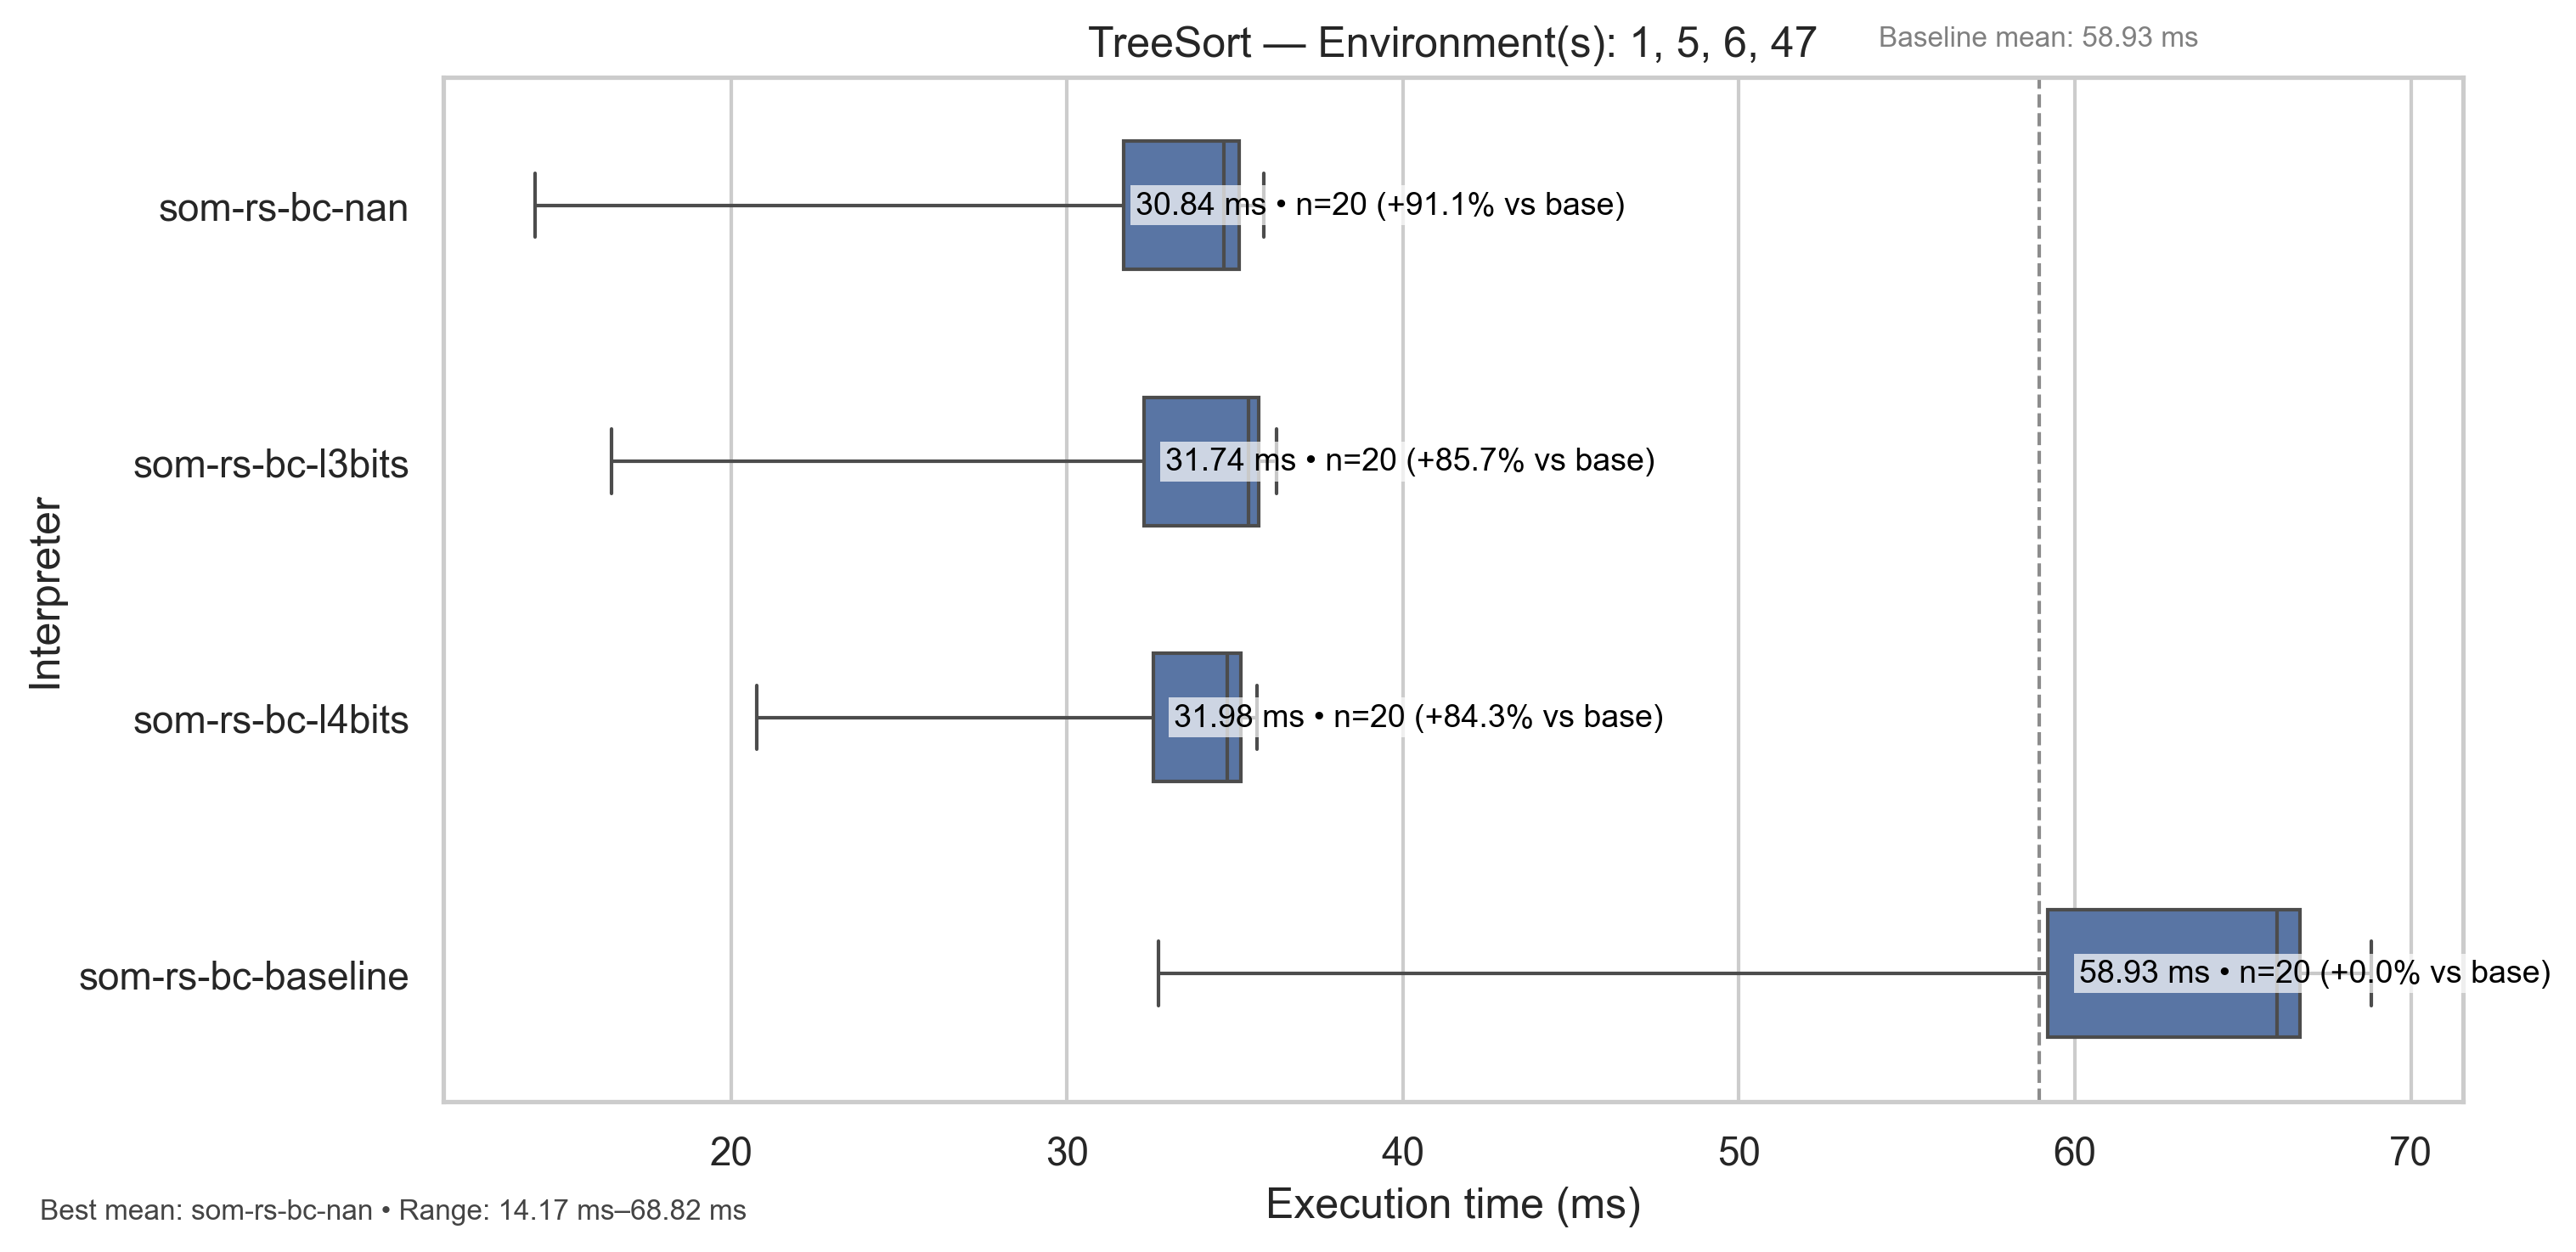 TreeSort — Environment(s): 1, 5, 6, 47
Baseline mean: 58.93 ms
som-rs-bc-nan
30.84 ms • n=20 (+91.1% vs base)
som-rs-bc-l3bits
31.74 ms • n=20 (+85.7% vs base)
som-rs-bc-l4bits
31.98 ms • n=20 (+84.3% vs base)
som-rs-bc-baseline
58.93 ms • n=20 (+0.0% vs base)
Interpreter
20 30 40 50 60 70
Execution time (ms)
Best mean: som-rs-bc-nan • Range: 14.17 ms–68.82 ms